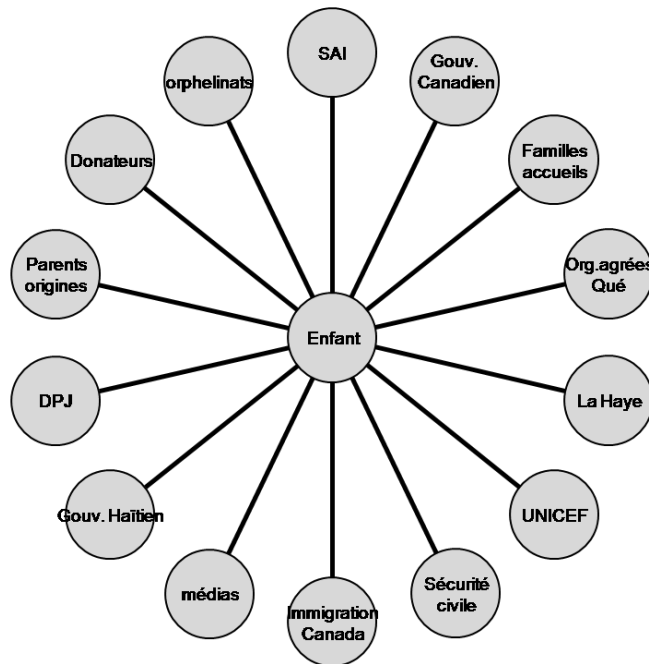 SAI
Gouv.
Canadien
Familles
accueils
Org.agrées
Qué
La Haye
UNICEF
Sécurité
civile
Immigration
Canada
médias
Gouv. Haïtien
DPJ
Parents
origines
Donateurs
orphelinats
Enfant